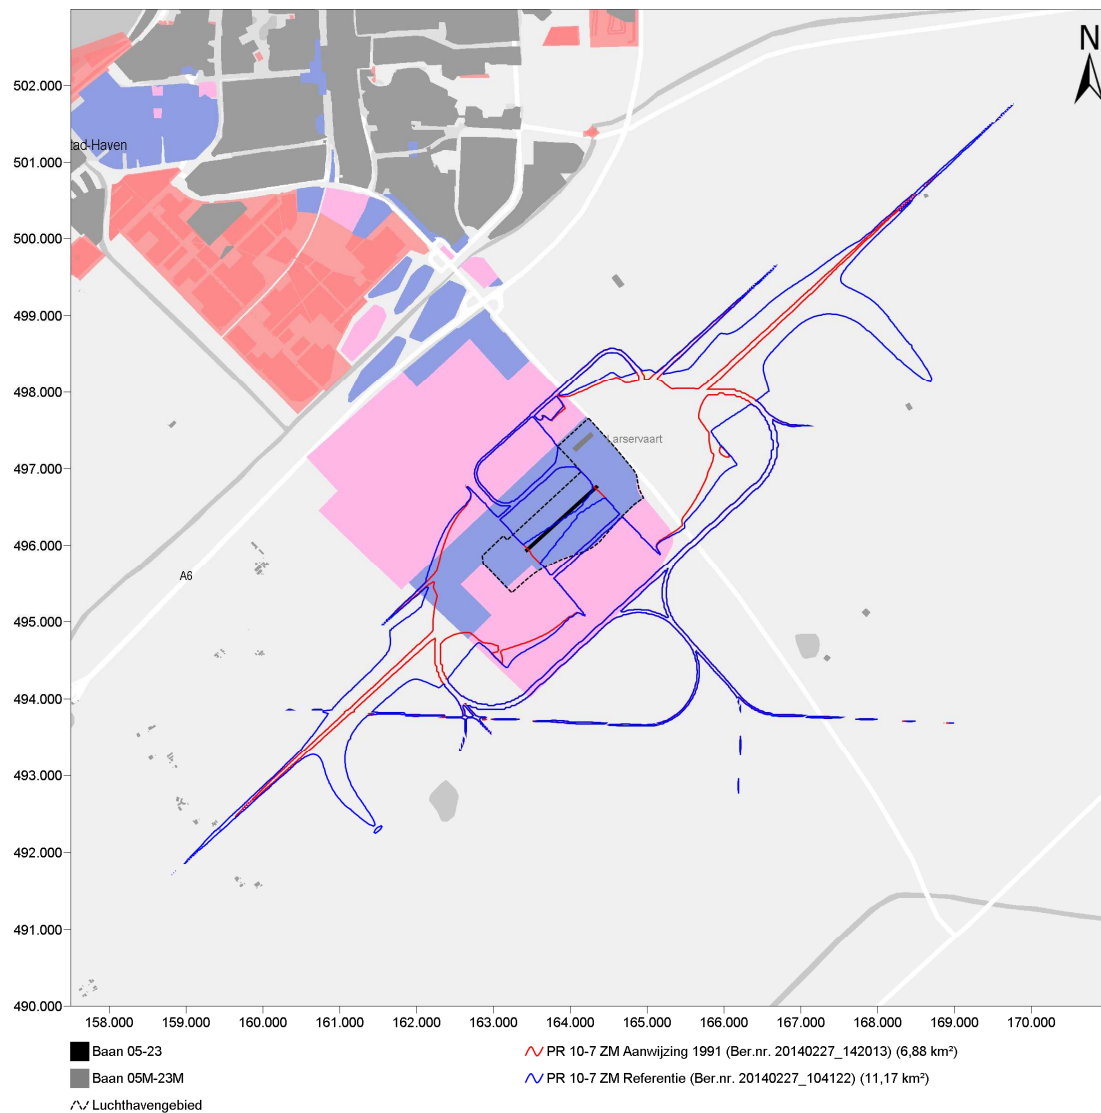 N
502.000
tad-Haven
501.000
500.000
499.000
498.000
Larservaart
497.000
496.000
A6
495.000
494.000
493.000
492.000
491.000
490.000
158.000 159.000 160.000 161.000 162.000 163.000 164.000 165.000 166.000 167.000 168.000 169.000 170.000
Baan 05-23
PR 10-7 ZM Aanwijzing 1991 (Ber.nr. 20140227_142013) (6,88 km²)
Baan 05M-23M
PR 10-7 ZM Referentie (Ber.nr. 20140227_104122) (11,17 km²)
Luchthavengebied